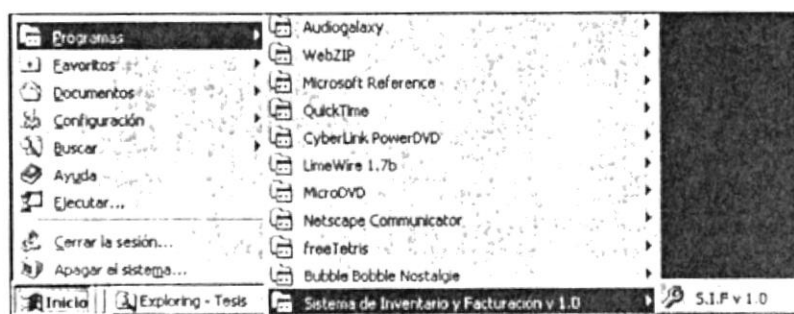 Programas
Favoritos
Documentos
Configuración
Buscar
Ayuda
Ejecutar...
Cerrar la sesión...
Apagar el sistema...
Inicio
Exploring - Tesis
Audiogalaxy
WebZIP
Microsoft Reference
QuickTime
CyberLink PowerDVD
LimeWire 1.7b
MicroDVD
Netscape Communicator
freeTetris
Bubble Bobble Nostalgie
Sistema de Inventario y Facturación v 1.0
S.I.F v 1.0